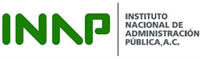 INAP
INSTITUTO
NACIONAL DE
ADMINISTRACIÓN
PÚBLICA, A.C.